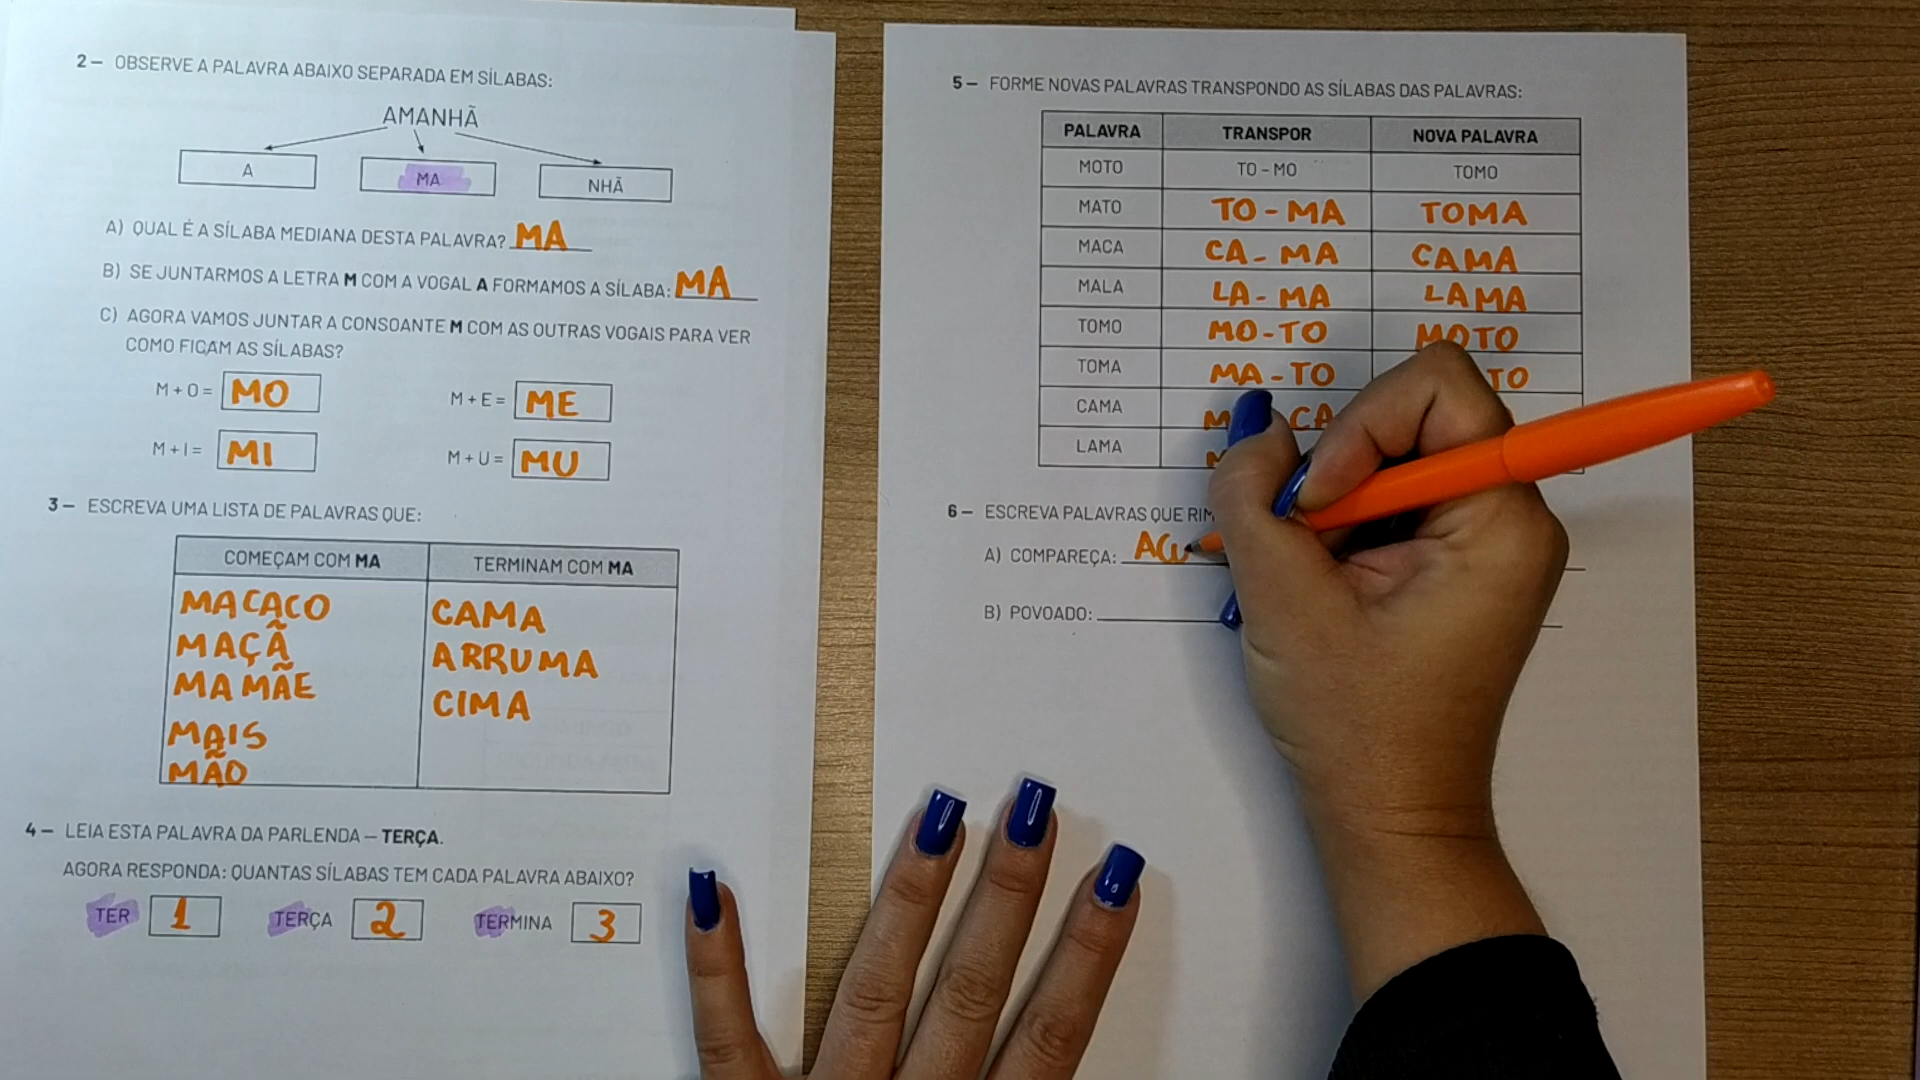 2 – OBSERVE A PALAVRA ABAIXO SEPARADA EM SÍLABAS:
AMANHÃ
A MA NHÃ
A) QUAL É A SÍLABA MEDIANA DESTA PALAVRA? MA
B) SE JUNTARMOS A LETRA M COM A VOGAL A FORMAMOS A SÍLABA: MA
C) AGORA VAMOS JUNTAR A CONSOANTE M COM AS OUTRAS VOGAIS PARA VER
COMO FICAM AS SÍLABAS?
M + O = MO M + E = ME
M + I = MI M + U = MU
3 – ESCREVA UMA LISTA DE PALAVRAS QUE:
COMEÇAM COM MA TERMINAM COM MA
MACACO CAMA
MAÇÃ ARRUMA
MAMÃE CIMA
MAIS
MÃO
4 – LEIA ESTA PALAVRA DA PARLENDA – TERÇA.
AGORA RESPONDA: QUANTAS SÍLABAS TEM CADA PALAVRA ABAIXO?
TER 1 TERÇA 2 TERMINA 3
5 – FORME NOVAS PALAVRAS TRANSPONDO AS SÍLABAS DAS PALAVRAS:
PALAVRA TRANSPOR NOVA PALAVRA
MOTO TO – MO TOMO
MATO TO - MA TOMA
MACA CA - MA CAMA
MALA LA - MA LAMA
TOMO MO - TO MOTO
TOMA MA - TO TO
CAMA CA
LAMA
6 – ESCREVA PALAVRAS QUE
A) COMPAREÇA:
B) POVOADO: